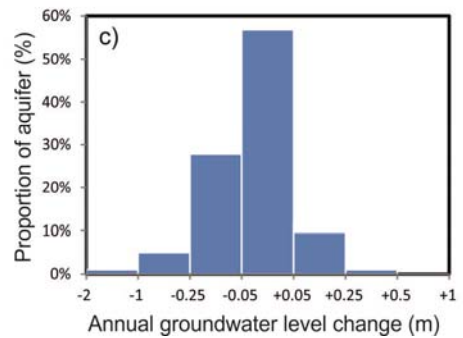 c)
Proportion of aquifer (%)
60%
50%
40%
30%
20%
10%
0%
-2 -1 -0.25 -0.05 +0.05 +0.25 +0.5 +1
Annual groundwater level change (m)